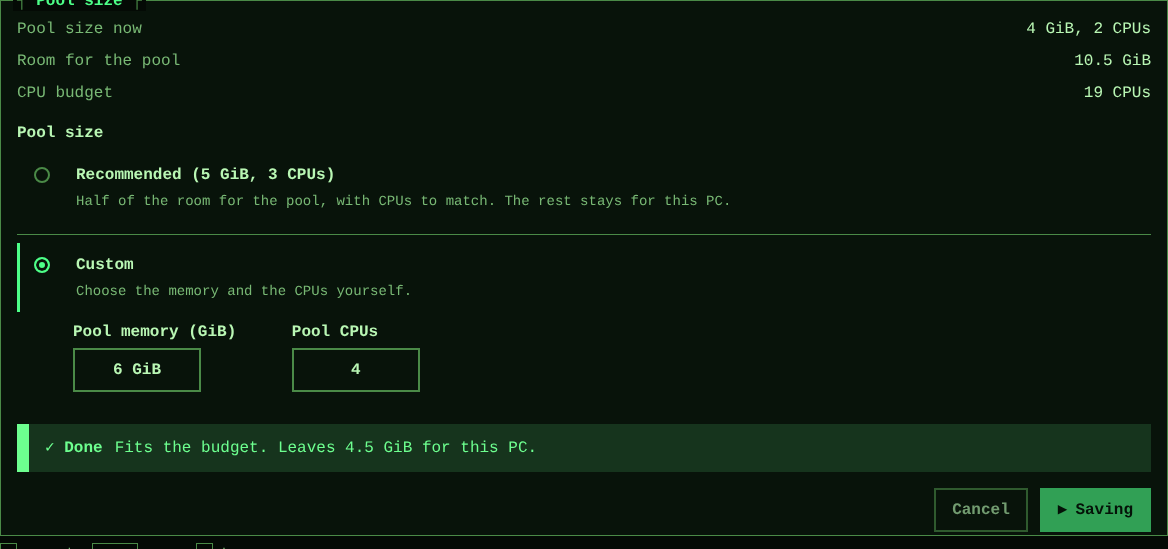 Pool size
Pool size now 4 GiB, 2 CPUs
Room for the pool 10.5 GiB
CPU budget 19 CPUs
Pool size
Recommended (5 GiB, 3 CPUs)
Half of the room for the pool, with CPUs to match. The rest stays for this PC.
Custom
Choose the memory and the CPUs yourself.
Pool memory (GiB) Pool CPUs
6 GiB 4
✓ Done Fits the budget. Leaves 4.5 GiB for this PC.
Cancel ► Saving